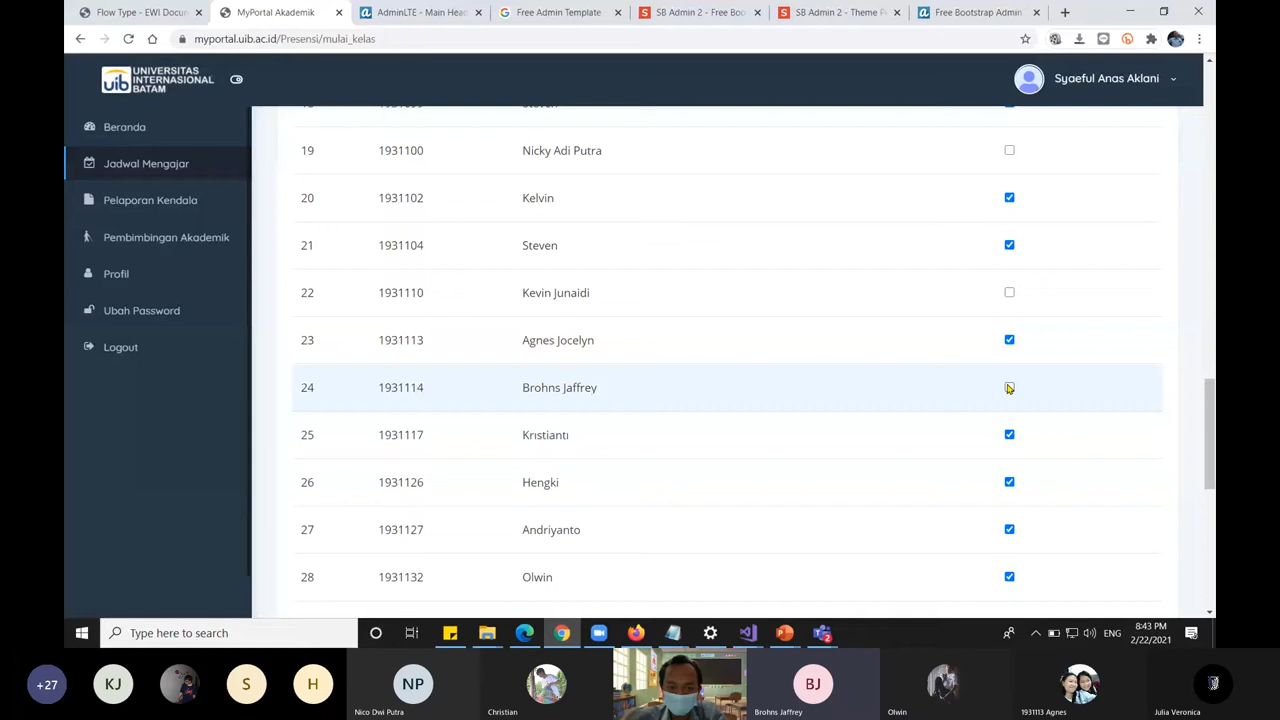 Flow Type - EWI Docu
MyPortal Akademik
AdminLTE - Main Hea
Free Admin Template
SB Admin 2 - Free Boo
SB Admin 2 - Theme P
Free Bootstrap Admin
myportal.uib.ac.id/Presensi/mulai_kelas
uib UNIVERSITAS INTERNASIONAL BATAM
Syaeful Anas Aklani
Beranda
Jadwal Mengajar
Pelaporan Kendala
Pembimbingan Akademik
Profil
Ubah Password
Logout
19 1931100 Nicky Adi Putra
20 1931102 Kelvin
21 1931104 Steven
22 1931110 Kevin Junaidi
23 1931113 Agnes Jocelyn
24 1931114 Brohns Jaffrey
25 1931117 Kristianti
26 1931126 Hengki
27 1931127 Andriyanto
28 1931132 Olwin
Type here to search
ENG
8:43 PM
2/22/2021
+27
KJ
S
H
NP
BJ
Nico Dwi Putra
Christian
Brohns Jaffrey
Olwin
1931113 Agnes
Julia Veronica